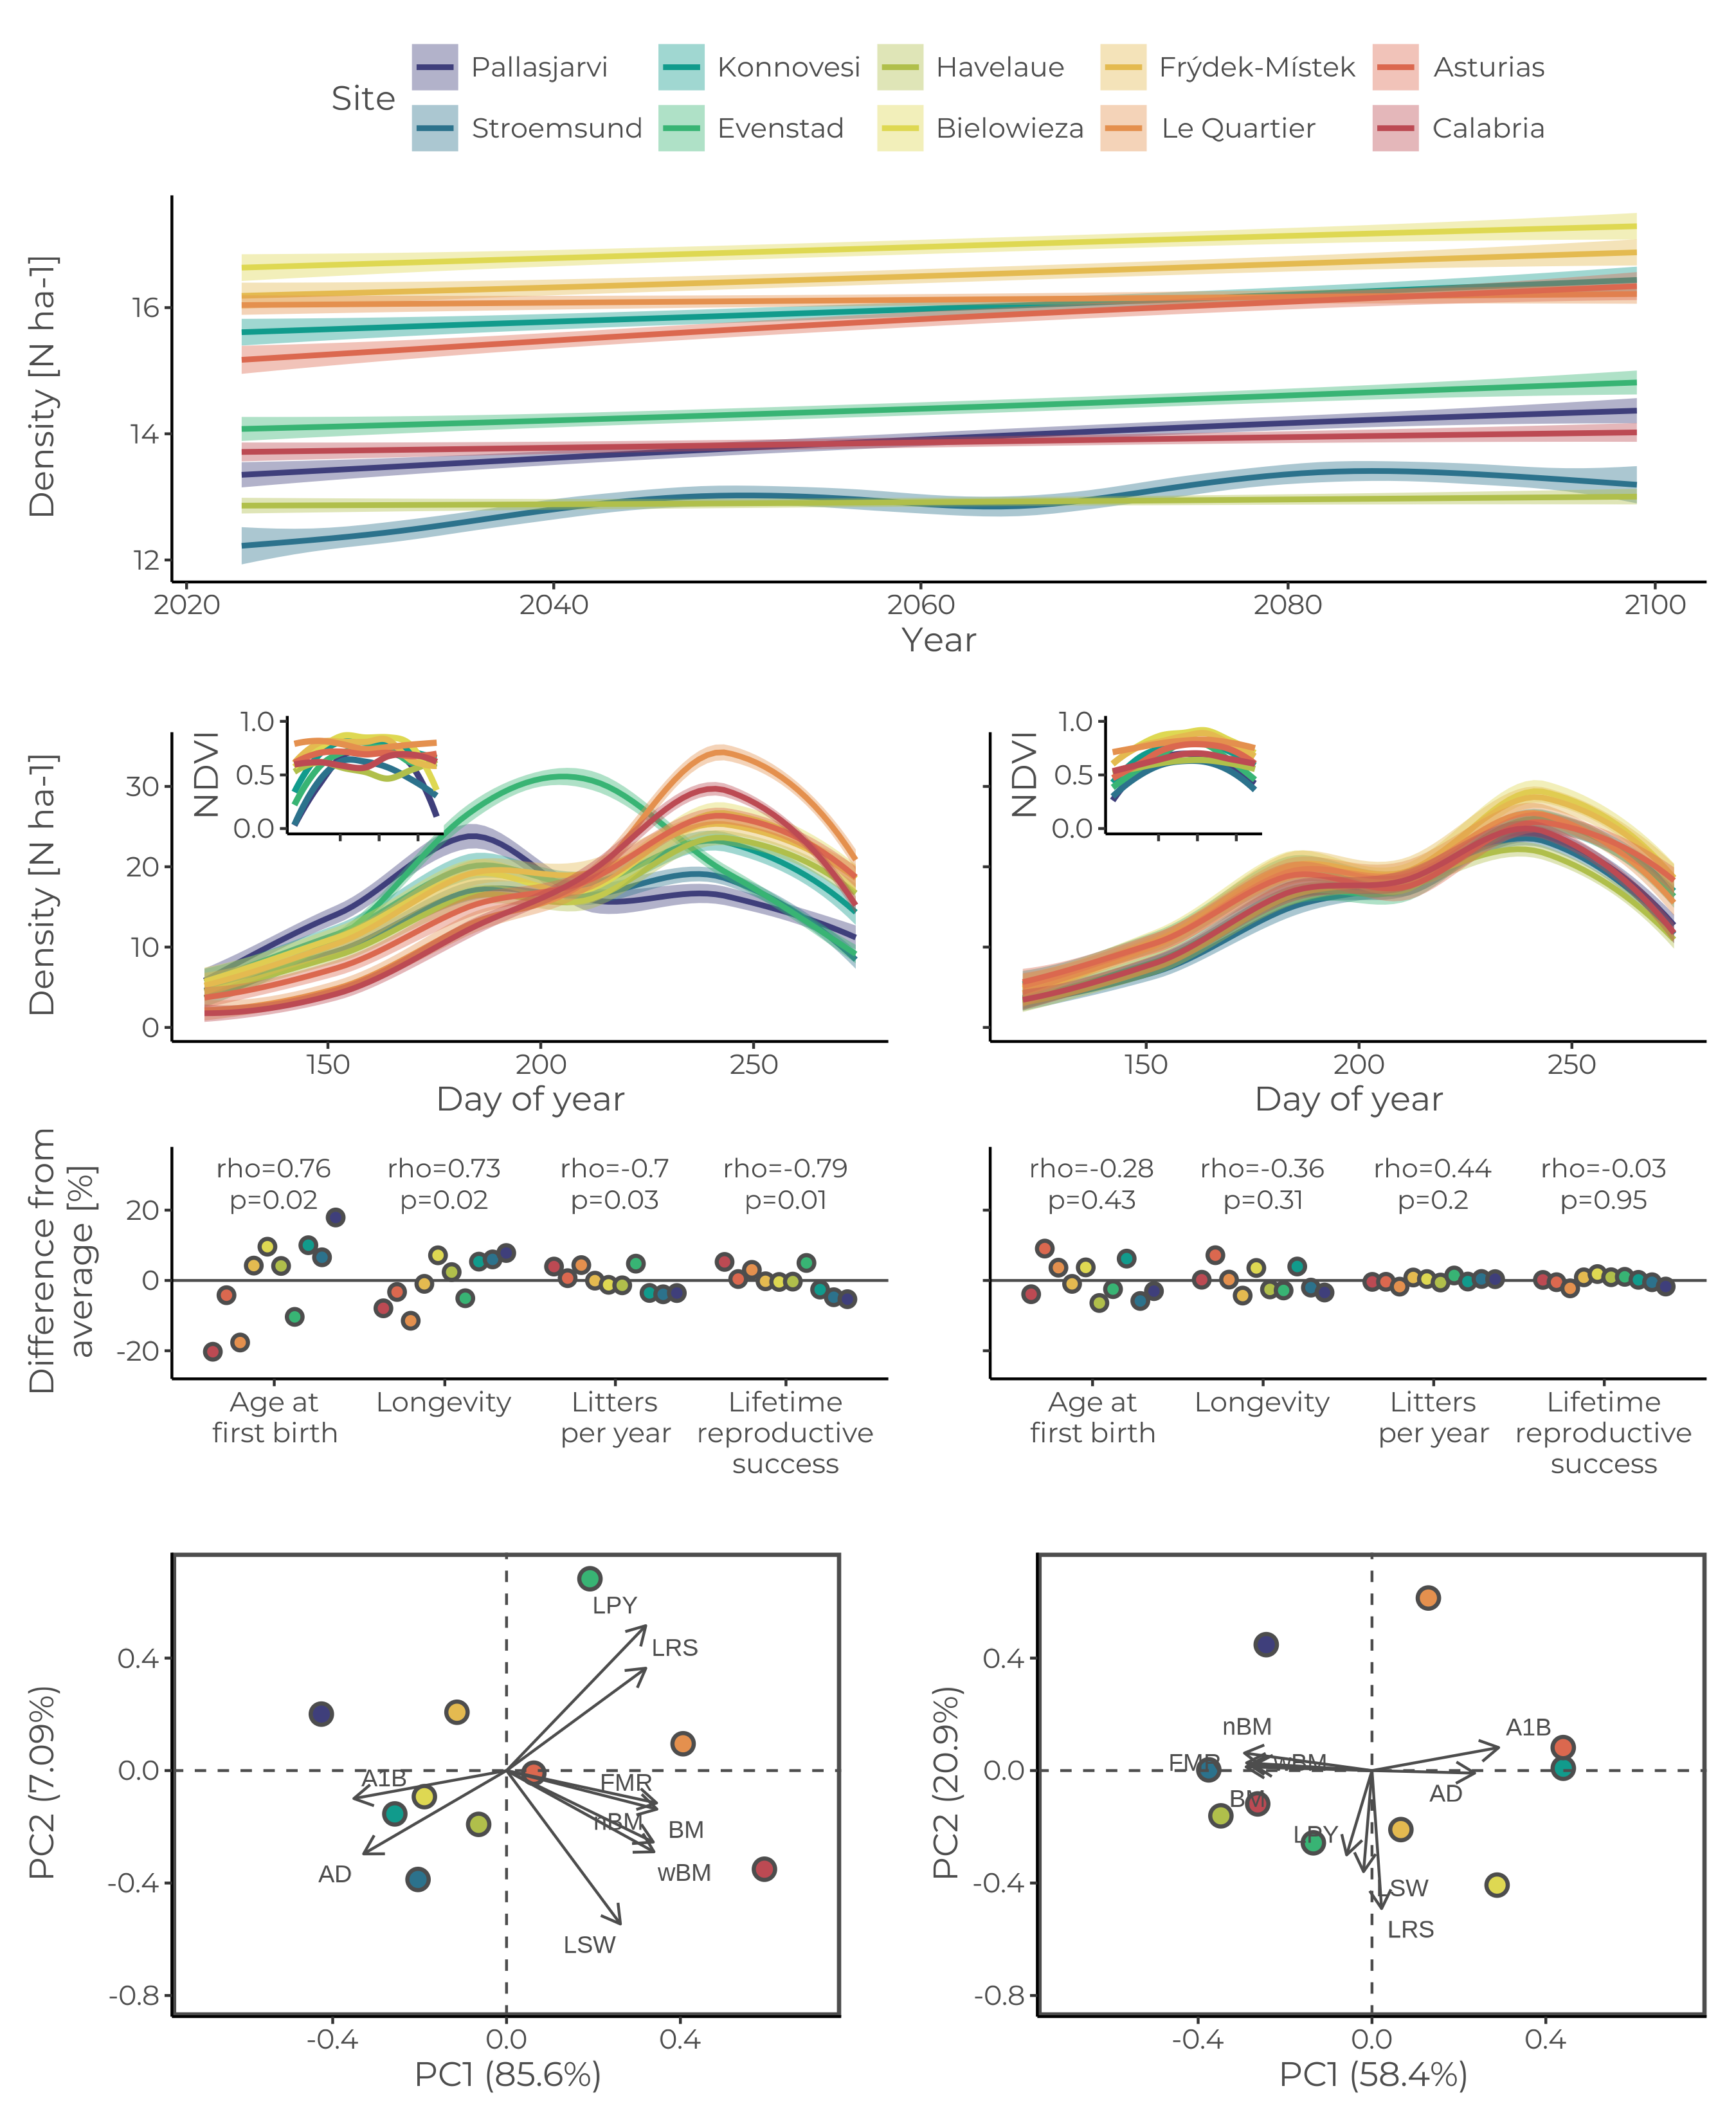 Site
Pallasjarvi
Konnovesi
Havelaue
Frýdek-Místek
Asturias
Stroemsund
Evenstad
Bielowieza
Le Quartier
Calabria
Density [N ha-1]
16
14
12
2020
2040
2060
2080
2100
Year
Density [N ha-1]
30
20
10
0
NDVI
1.0
0.5
0.0
150
200
250
Day of year
NDVI
1.0
0.5
0.0
150
200
250
Day of year
Difference from
average [%]
20
0
-20
rho=0.76
p=0.02
rho=0.73
p=0.02
rho=-0.7
p=0.03
rho=-0.79
p=0.01
Age at
first birth
Longevity
Litters
per year
Lifetime
reproductive
success
rho=-0.28
p=0.43
rho=-0.36
p=0.31
rho=0.44
p=0.2
rho=-0.03
p=0.95
Age at
first birth
Longevity
Litters
per year
Lifetime
reproductive
success
PC2 (7.09%)
0.4
0.0
-0.4
-0.8
LPY
LRS
A1B
FMR
nBM
BM
AD
wBM
LSW
-0.4
0.0
0.4
PC1 (85.6%)
PC2 (20.9%)
0.4
0.0
-0.4
-0.8
nBM
A1B
FMR
wBM
AD
BM
LPY
LSW
LRS
-0.4
0.0
0.4
PC1 (58.4%)